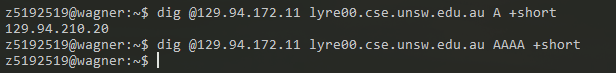 z5192519@wagner:~$ dig @129.94.172.11 lyre00.cse.unsw.edu.au A +short
129.94.210.20
z5192519@wagner:~$ dig @129.94.172.11 lyre00.cse.unsw.edu.au AAAA +short
z5192519@wagner:~$